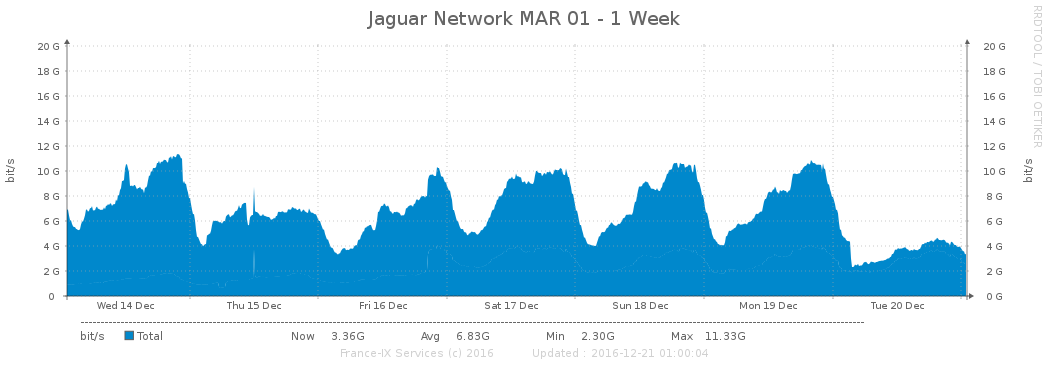 Jaguar Network MAR 01 - 1 Week
RRDTOOL / TOBI OETIKER
bit/s
bit/s
20 G 20 G
18 G 18 G
16 G 16 G
14 G 14 G
12 G 12 G
10 G 10 G
8 G 8 G
6 G 6 G
4 G 4 G
2 G 2 G
0 0 G
Wed 14 Dec Thu 15 Dec Fri 16 Dec Sat 17 Dec Sun 18 Dec Mon 19 Dec Tue 20 Dec
bit/s Total Now 3.36G Avg 6.83G Min 2.30G Max 11.33G
France-IX Services (c) 2016 Updated : 2016-12-21 01:00:04